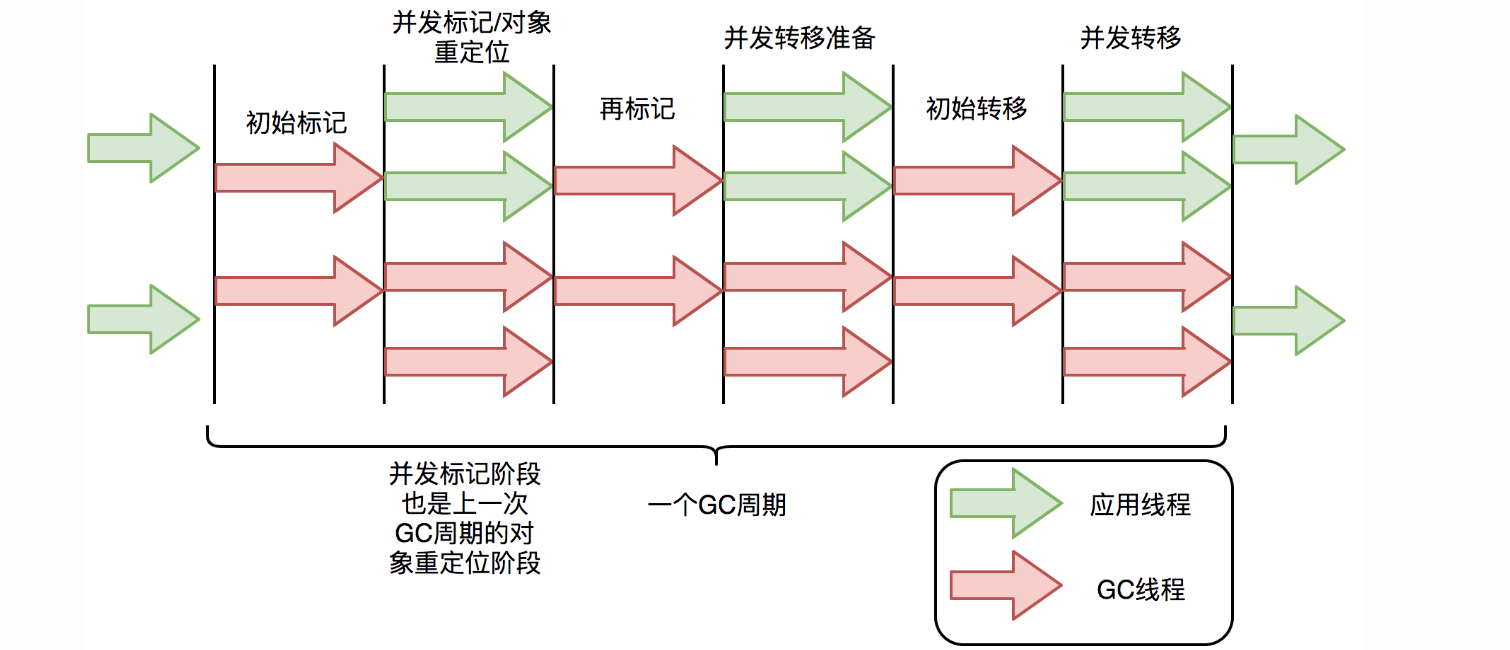 并发标记/对象
重定位
并发转移准备
并发转移
初始标记
再标记
初始转移
并发标记阶段
也是上一次
GC周期的对
象重定位阶段
一个GC周期
应用线程
GC线程